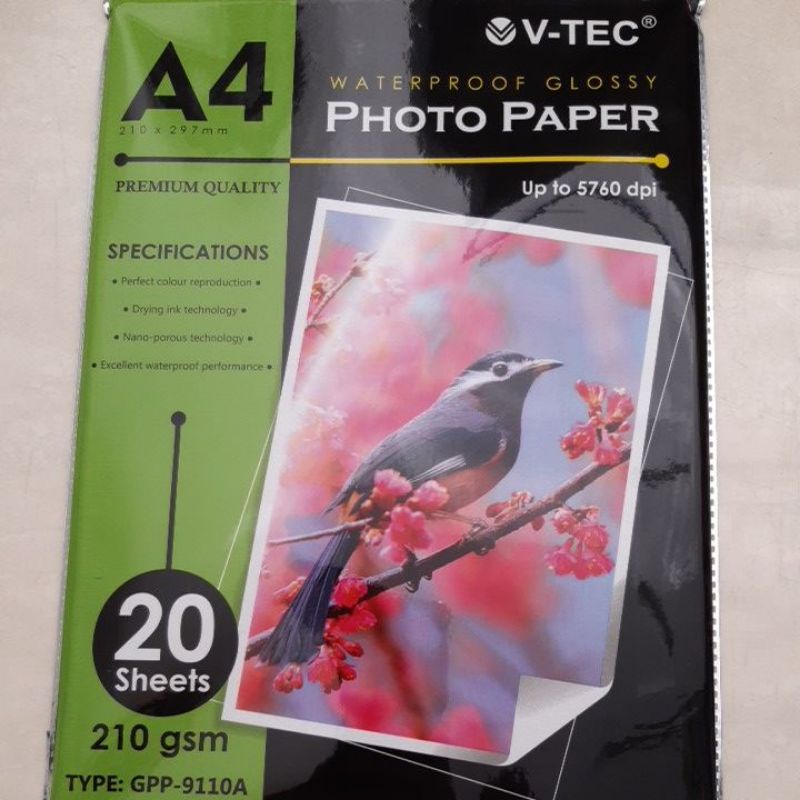 A4
210 x 297mm
V-TEC®
WATERPROOF GLOSSY
PHOTO PAPER
PREMIUM QUALITY
Up to 5760 dpi
SPECIFICATIONS
• Perfect colour reproduction •
• Drying ink technology •
• Nano-porous technology •
• Excellent waterproof performance •
20
Sheets
210 gsm
TYPE: GPP-9110A